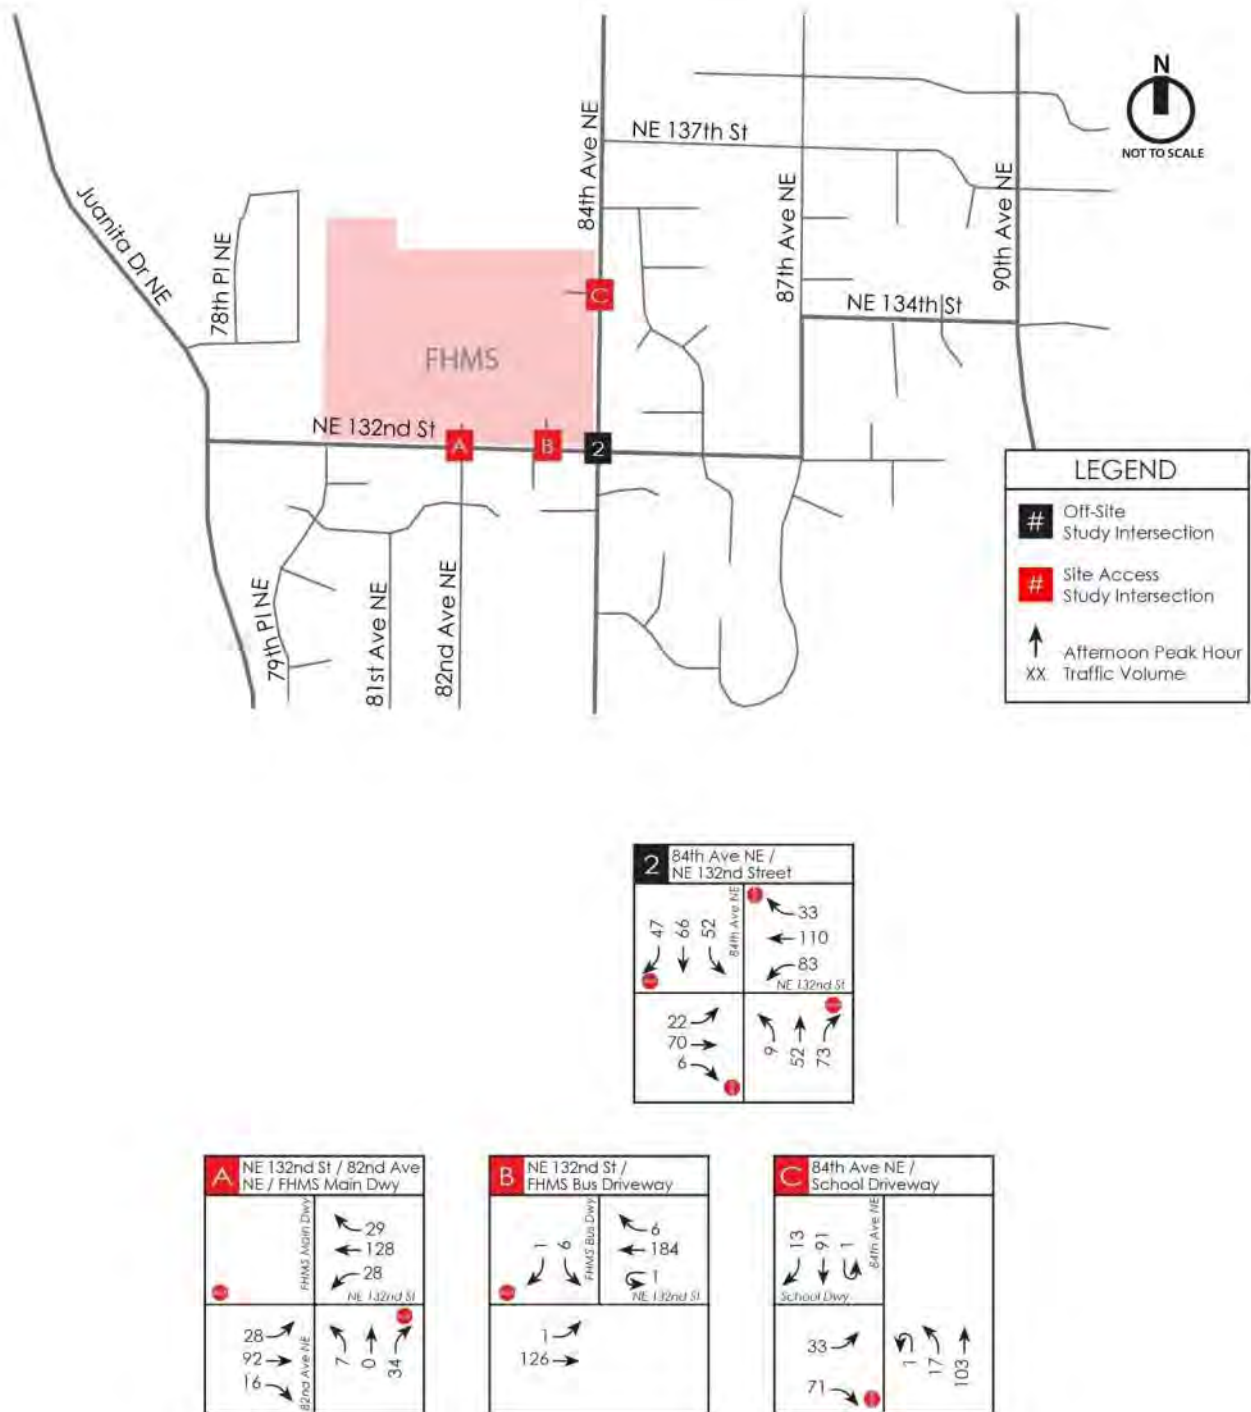 N
NOT TO SCALE
Juanita Dr NE
78th Pl NE
84th Ave NE
NE 137th St
87th Ave NE
90th Ave NE
C
NE 134th St
FHMS
NE 132nd St
A
B
2
79th Pl NE
81st Ave NE
82nd Ave NE
LEGEND
# Off-Site
Study Intersection
# Site Access
Study Intersection
Afternoon Peak Hour
XX Traffic Volume
2 84th Ave NE /
NE 132nd Street
47 66 52
84th Ave NE
33
110
83
NE 132nd St
22
70
6
9 52 73
A NE 132nd St / 82nd Ave
NE / FHMS Main Dwy
FHMS Main Dwy
29
128
28
NE 132nd St
28
92
16
82nd Ave NE
7 0 34
B NE 132nd St /
FHMS Bus Driveway
1 6
FHMS Bus Dwy
6
184
1
NE 132nd St
1
126
C 84th Ave NE /
School Driveway
13 91 1
84th Ave NE
School Dwy
33
71
1 17 103